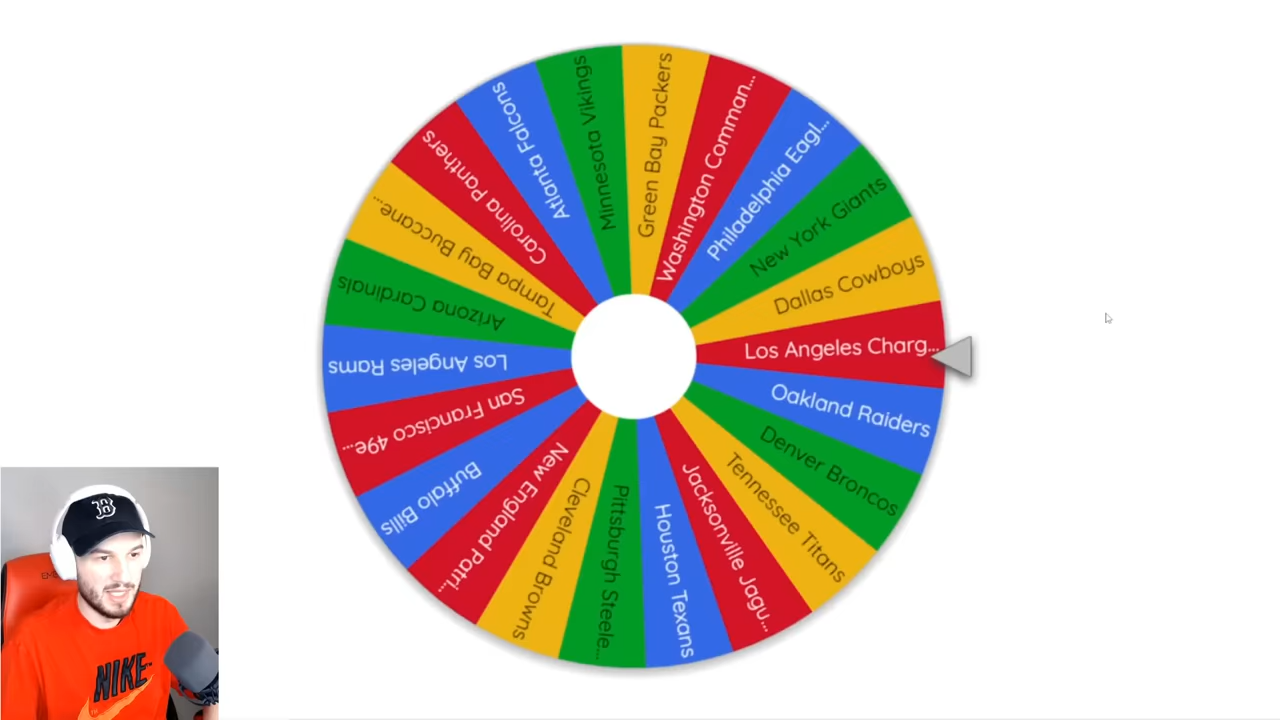 Green Bay Packers
Washington Comman...
Philadelphia Eagl...
New York Giants
Dallas Cowboys
Los Angeles Charg...
Oakland Raiders
Denver Broncos
Tennessee Titans
Jacksonville Jagu...
Houston Texans
Pittsburgh Steele...
Cleveland Browns
New England Patri...
Buffalo Bills
San Francisco 49e...
Los Angeles Rams
Arizona Cardinals
Tampa Bay Buccane...
Carolina Panthers
Atlanta Falcons
Minnesota Vikings
B
NIKE